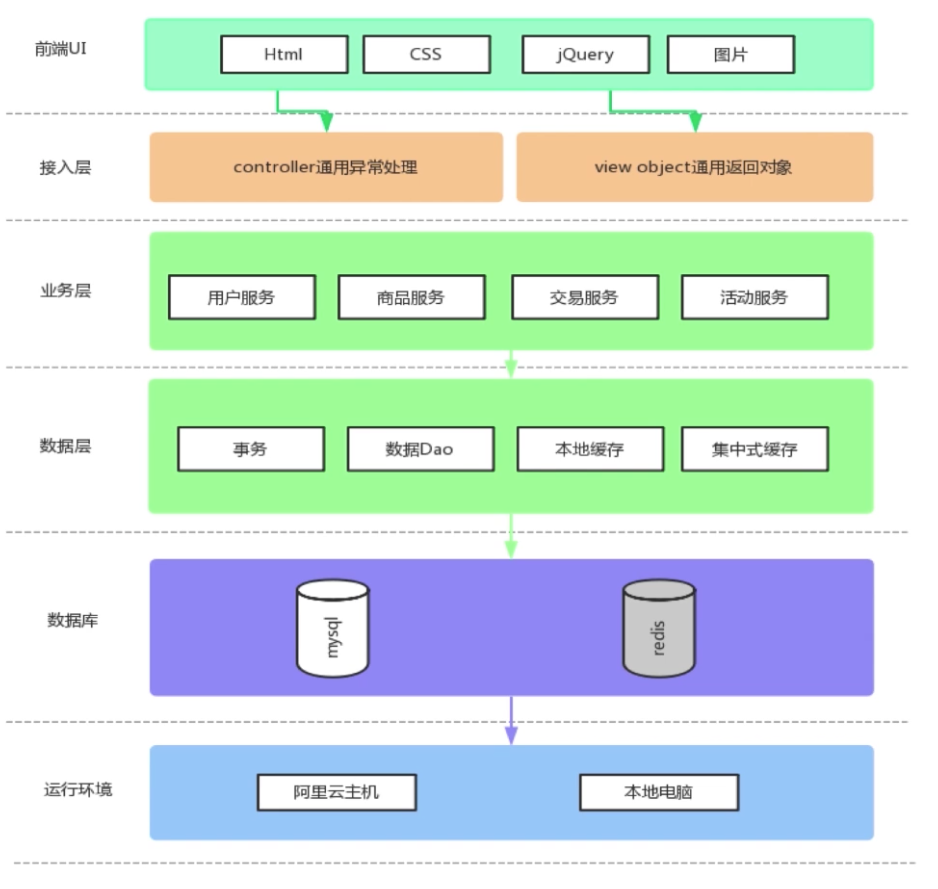 前端UI
Html
CSS
jQuery
图片
接入层
controller通用异常处理
view object通用返回对象
业务层
用户服务
商品服务
交易服务
活动服务
数据层
事务
数据Dao
本地缓存
集中式缓存
数据库
mysql
redis
运行环境
阿里云主机
本地电脑